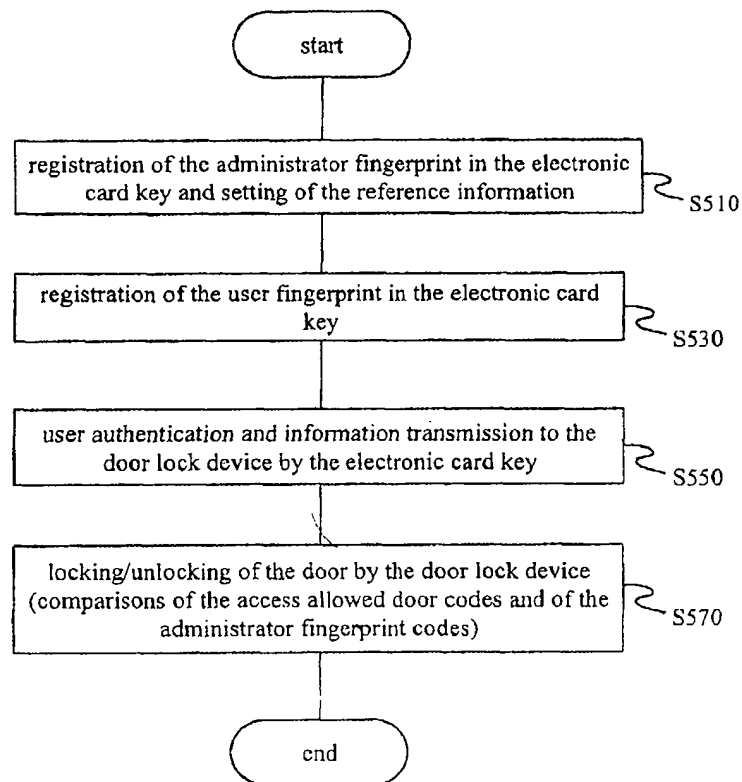 start
registration of the administrator fingerprint in the electronic
card key and setting of the reference information
S510
registration of the user fingerprint in the electronic card
key
S530
user authentication and information transmission to the
door lock device by the electronic card key
S550
locking/unlocking of the door by the door lock device
(comparisons of the access allowed door codes and of the
administrator fingerprint codes)
S570
end